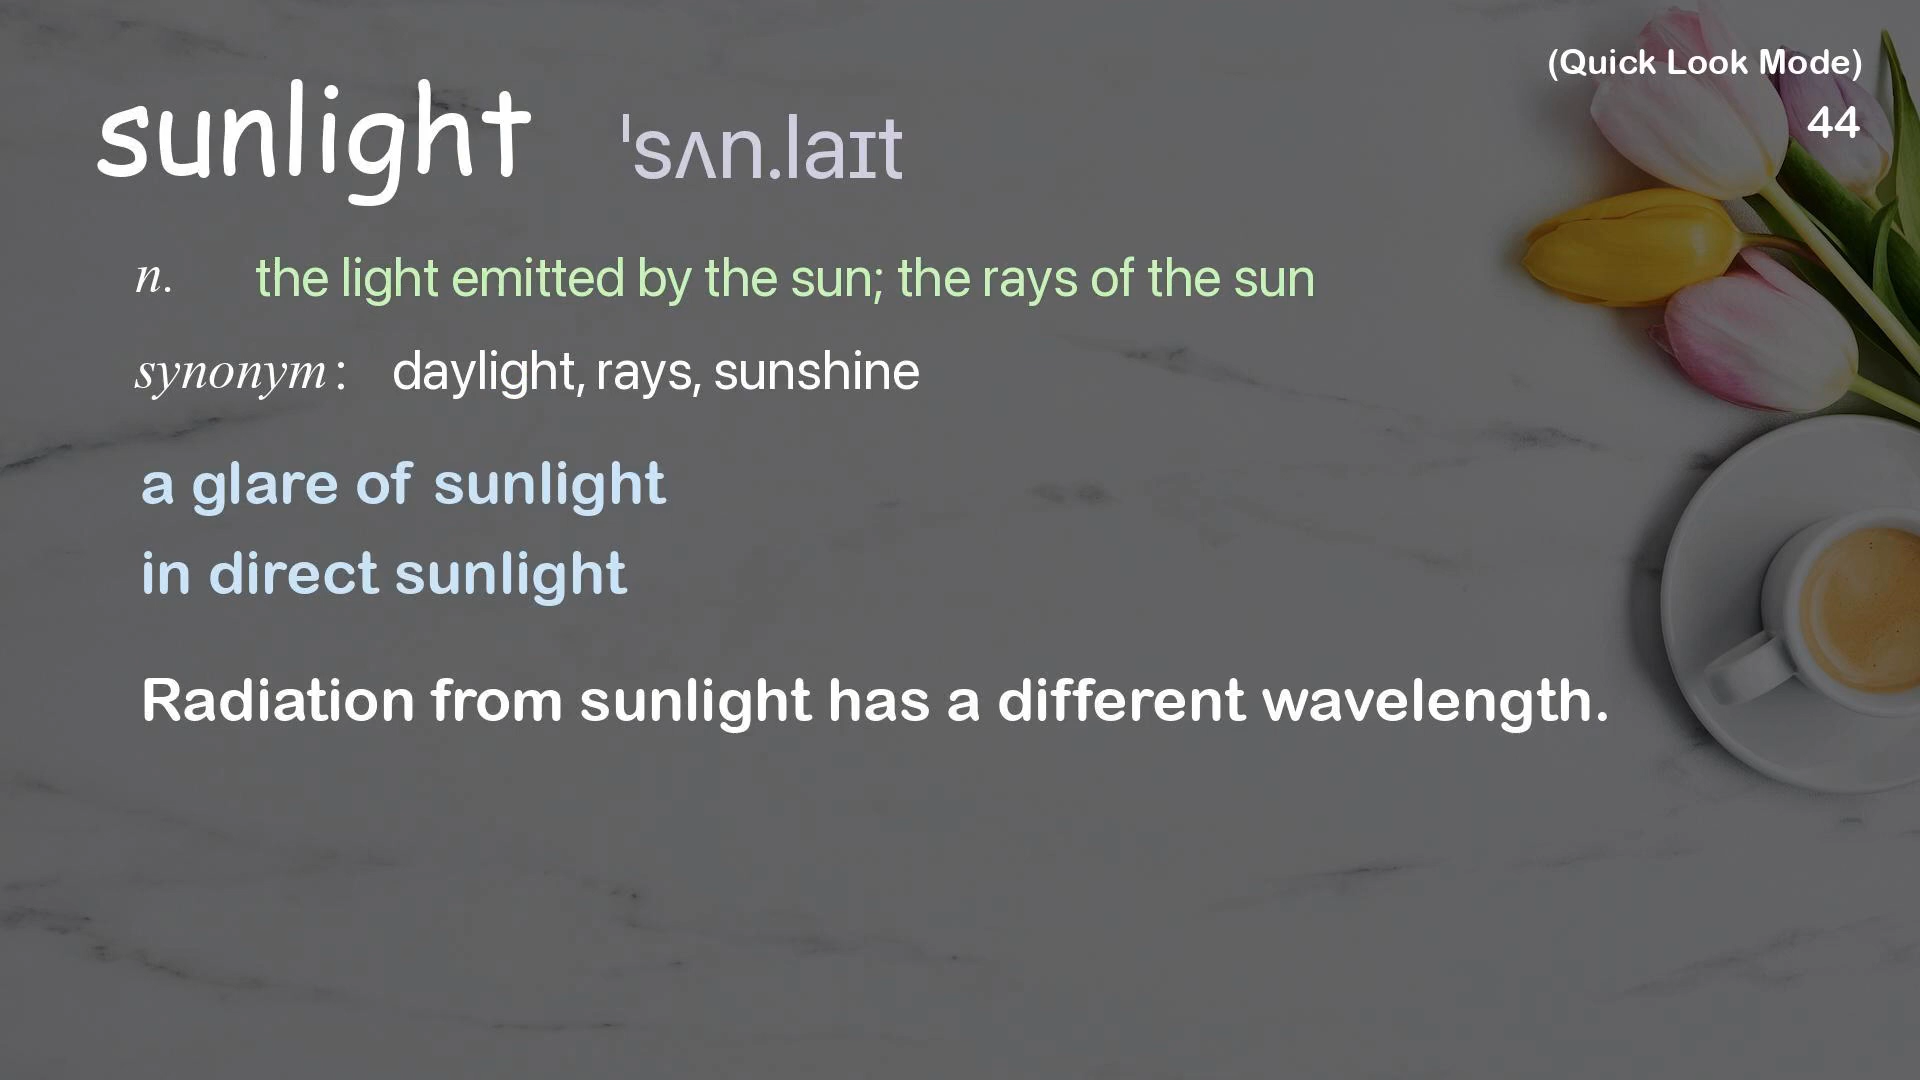 (Quick Look Mode)
44
sunlight ˈsʌn.laɪt
n. the light emitted by the sun; the rays of the sun
synonym: daylight, rays, sunshine
a glare of sunlight
in direct sunlight
Radiation from sunlight has a different wavelength.